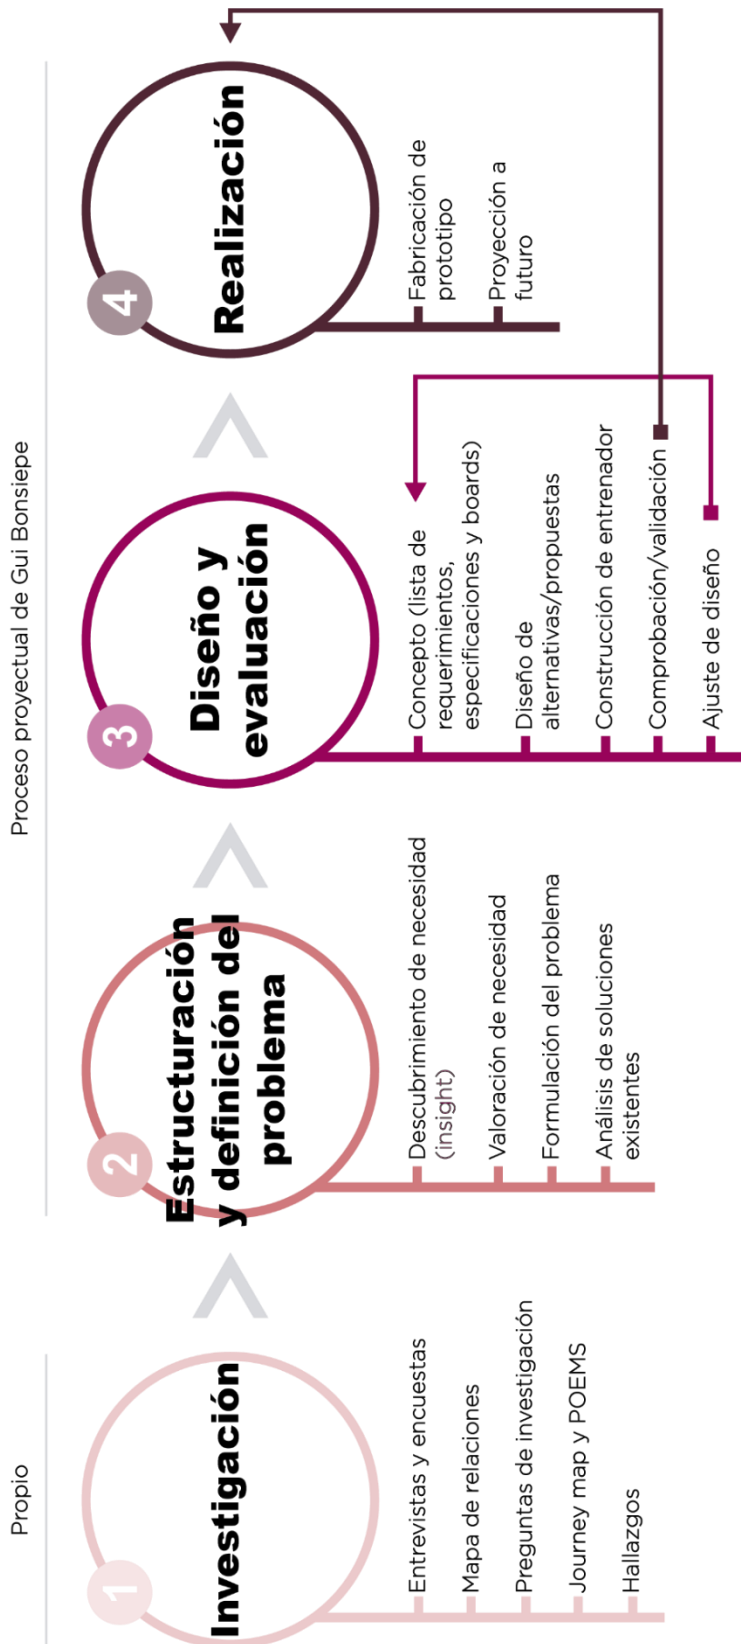 Propio
Proceso proyectual de Gui Bonsiepe
1
Investigación
Entrevistas y encuestas
Mapa de relaciones
Preguntas de investigación
Journey map y POEMS
Hallazgos
2
Estructuración
y definición del
problema
Descubrimiento de necesidad
(insight)
Valoración de necesidad
Formulación del problema
Análisis de soluciones
existentes
3
Diseño y
evaluación
Concepto (lista de
requerimientos,
especificaciones y boards)
Diseño de
alternativas/propuestas
Construcción de entrenador
Comprobación/validación
Ajuste de diseño
4
Realización
Fabricación de
prototipo
Proyección a
futuro